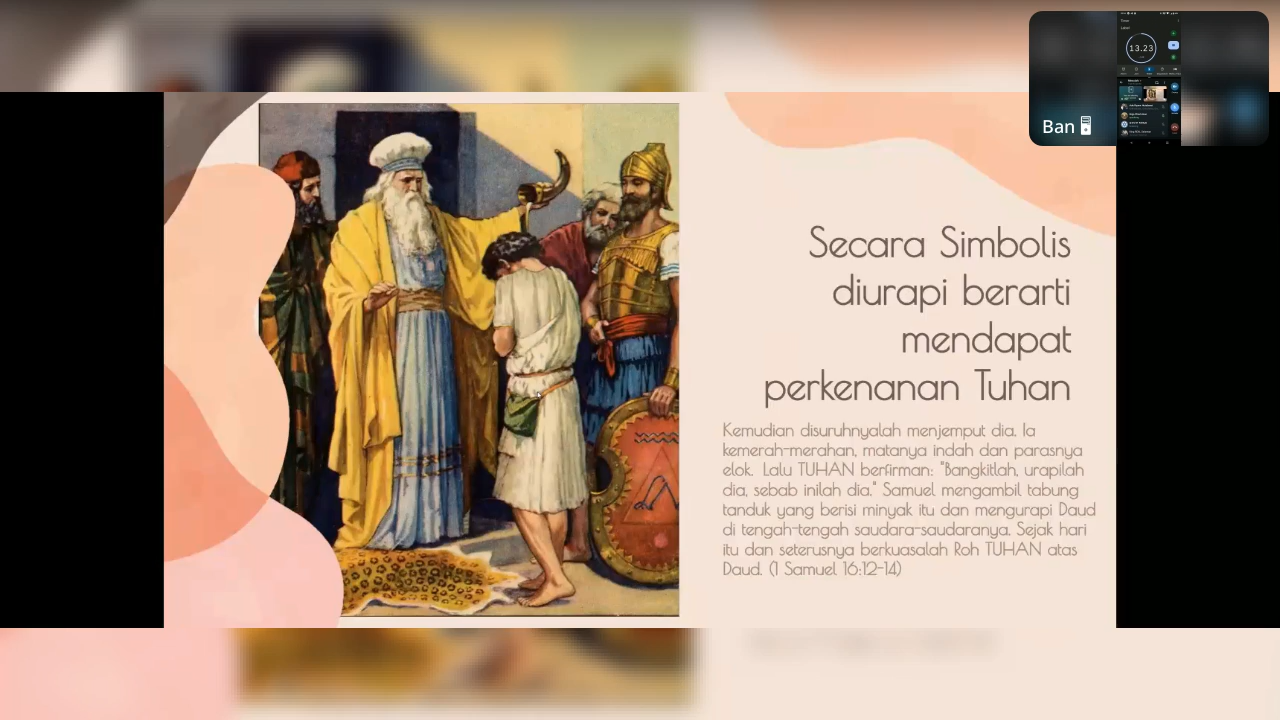 Secara Simbolis
diurapi berarti
mendapat
perkenanan Tuhan
Kemudian disuruhnyalah menjemput dia. Ia
kemerah-merahan, matanya indah dan parasnya
elok. Lalu TUHAN berfirman: "Bangkitlah, urapilah
dia, sebab inilah dia." Samuel mengambil tabung
tanduk yang berisi minyak itu dan mengurapi Daud
di tengah-tengah saudara-saudaranya. Sejak hari
itu dan seterusnya berkuasalah Roh TUHAN atas
Daud. (1 Samuel 16:12-14)
13.23
Ban